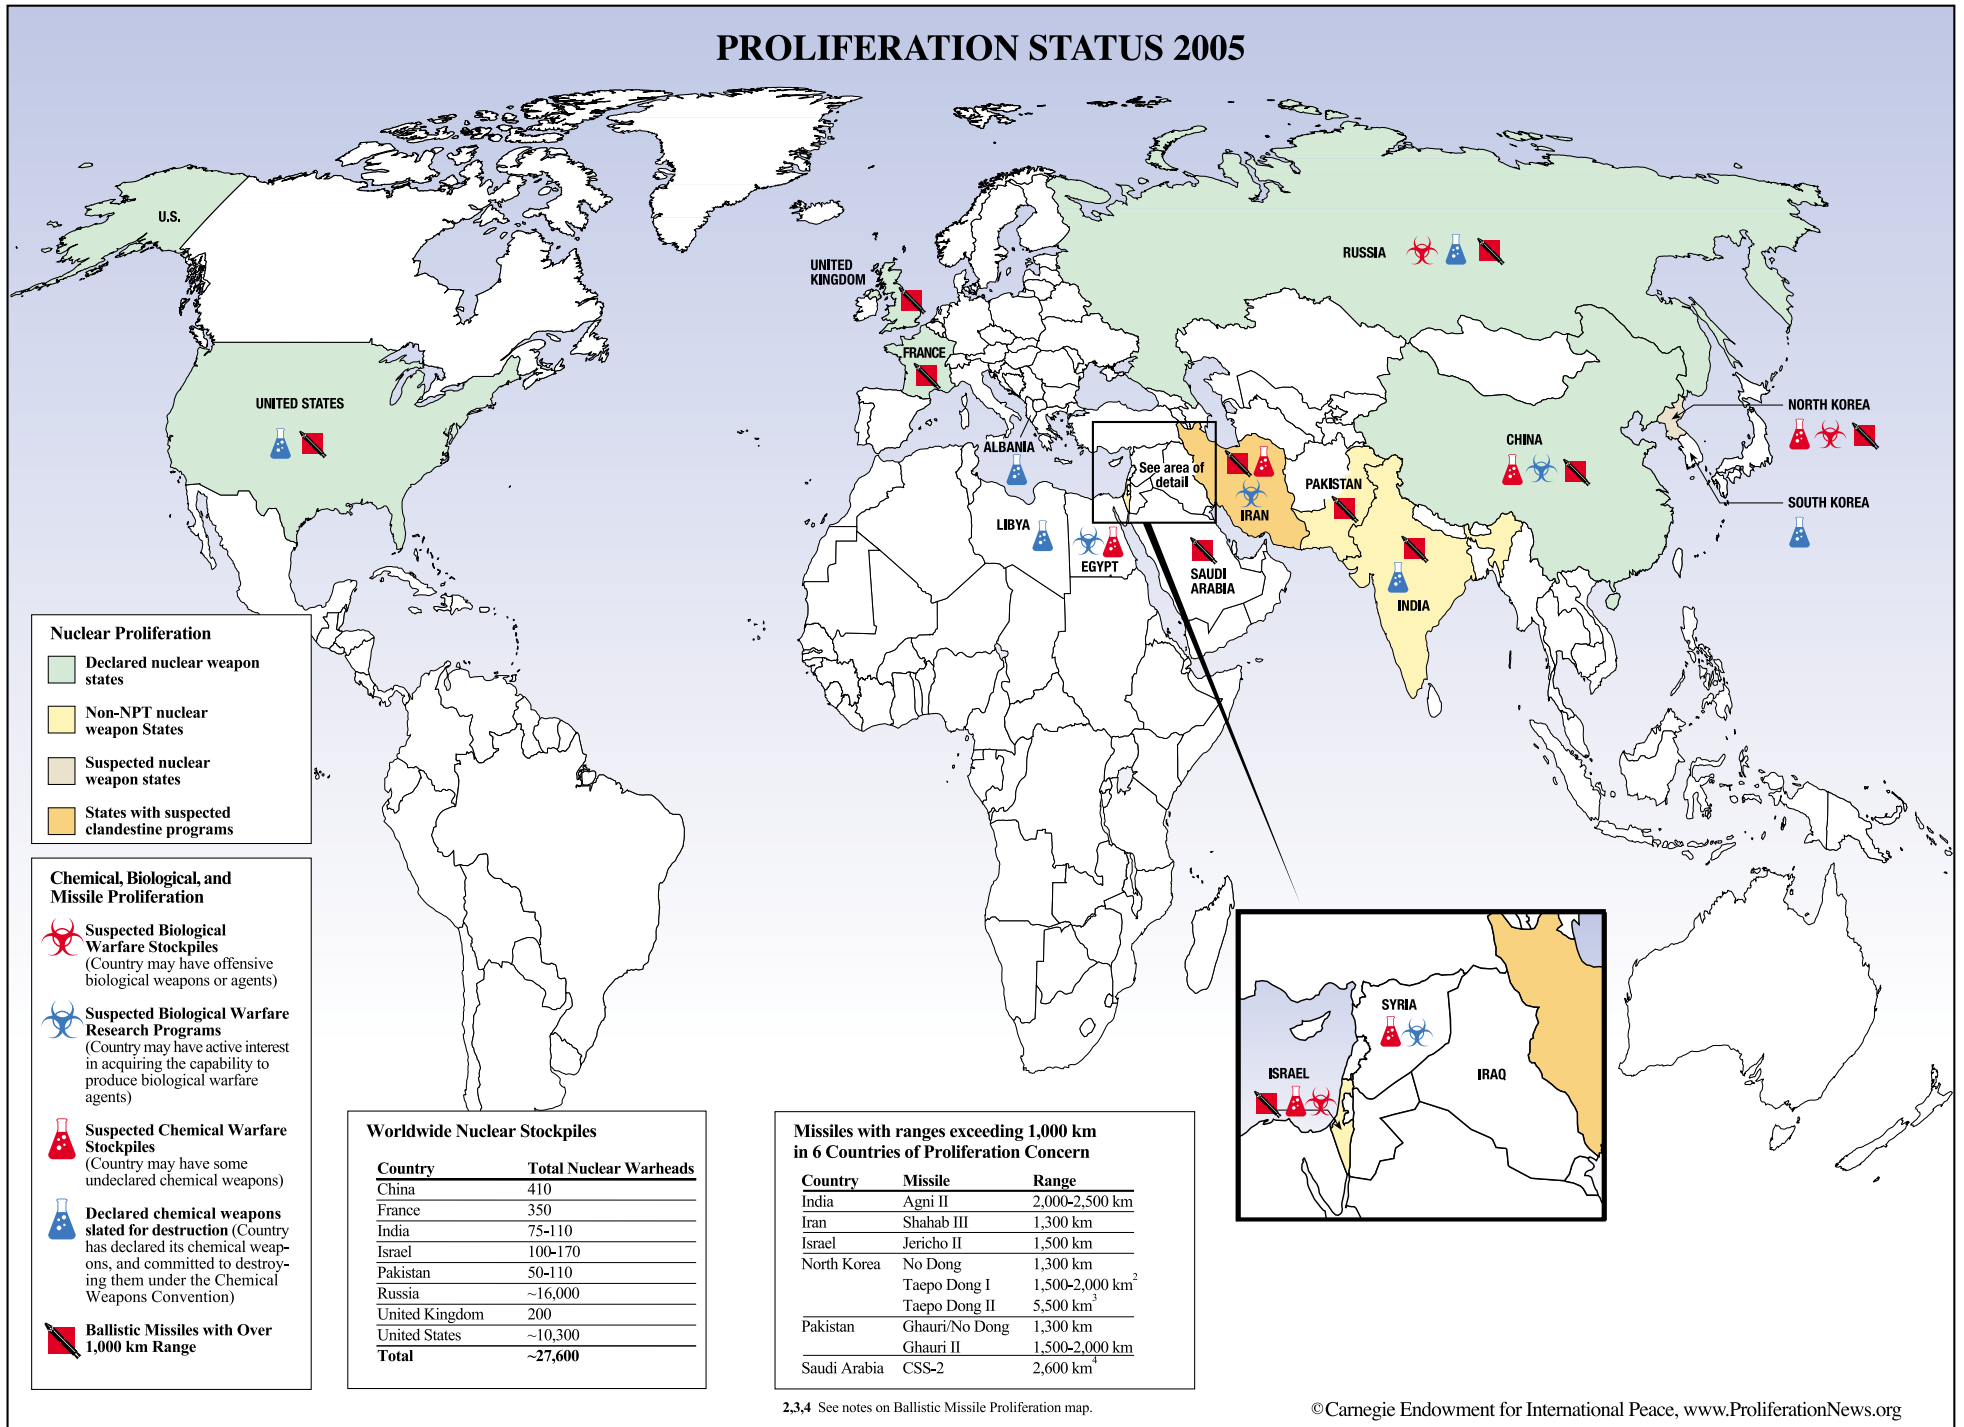 PROLIFERATION STATUS 2005
U.S.
UNITED STATES
UNITED
KINGDOM
FRANCE
ALBANIA
LIBYA
EGYPT
SAUDI
ARABIA
See area of
detail
IRAN
PAKISTAN
INDIA
RUSSIA
CHINA
NORTH KOREA
SOUTH KOREA
Nuclear Proliferation
Declared nuclear weapon
states
Non-NPT nuclear
weapon States
Suspected nuclear
weapon states
States with suspected
clandestine programs
Chemical, Biological, and
Missile Proliferation
Suspected Biological
Warfare Stockpiles
(Country may have offensive
biological weapons or agents)
Suspected Biological Warfare
Research Programs
(Country may have active interest
in acquiring the capability to
produce biological warfare
agents)
Suspected Chemical Warfare
Stockpiles
(Country may have some
undeclared chemical weapons)
Declared chemical weapons
slated for destruction (Country
has declared its chemical weap-
ons, and committed to destroy-
ing them under the Chemical
Weapons Convention)
Ballistic Missiles with Over
1,000 km Range
Worldwide Nuclear Stockpiles
Country Total Nuclear Warheads
China 410
France 350
India 75-110
Israel 100-170
Pakistan 50-110
Russia ~16,000
United Kingdom 200
United States ~10,300
Total ~27,600
Missiles with ranges exceeding 1,000 km
in 6 Countries of Proliferation Concern
Country Missile Range
India Agni II 2,000-2,500 km
Iran Shahab III 1,300 km
Israel Jericho II 1,500 km
North Korea No Dong 1,300 km
Taepo Dong I 1,500-2,000 km2
Taepo Dong II 5,500 km3
Pakistan Ghauri/No Dong 1,300 km
Ghauri II 1,500-2,000 km
Saudi Arabia CSS-2 2,600 km4
2,3,4 See notes on Ballistic Missile Proliferation map.
SYRIA
ISRAEL
IRAQ
© Carnegie Endowment for International Peace, www.ProliferationNews.org